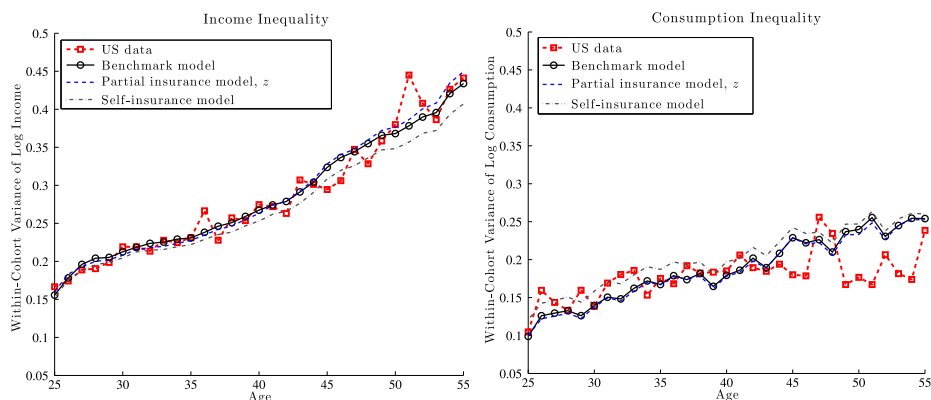 Income Inequality
Within-Cohort Variance of Log Income
0.5
0.45
0.4
0.35
0.3
0.25
0.2
0.15
0.1
0.05
US data
Benchmark model
Partial insurance model, z
Self-insurance model
25 30 35 40 45 50 55
Age
Consumption Inequality
Within-Cohort Variance of Log Consumption
0.5
0.45
0.4
0.35
0.3
0.25
0.2
0.15
0.1
0.05
US data
Benchmark model
Partial insurance model, z
Self-insurance model
25 30 35 40 45 50 55
Age